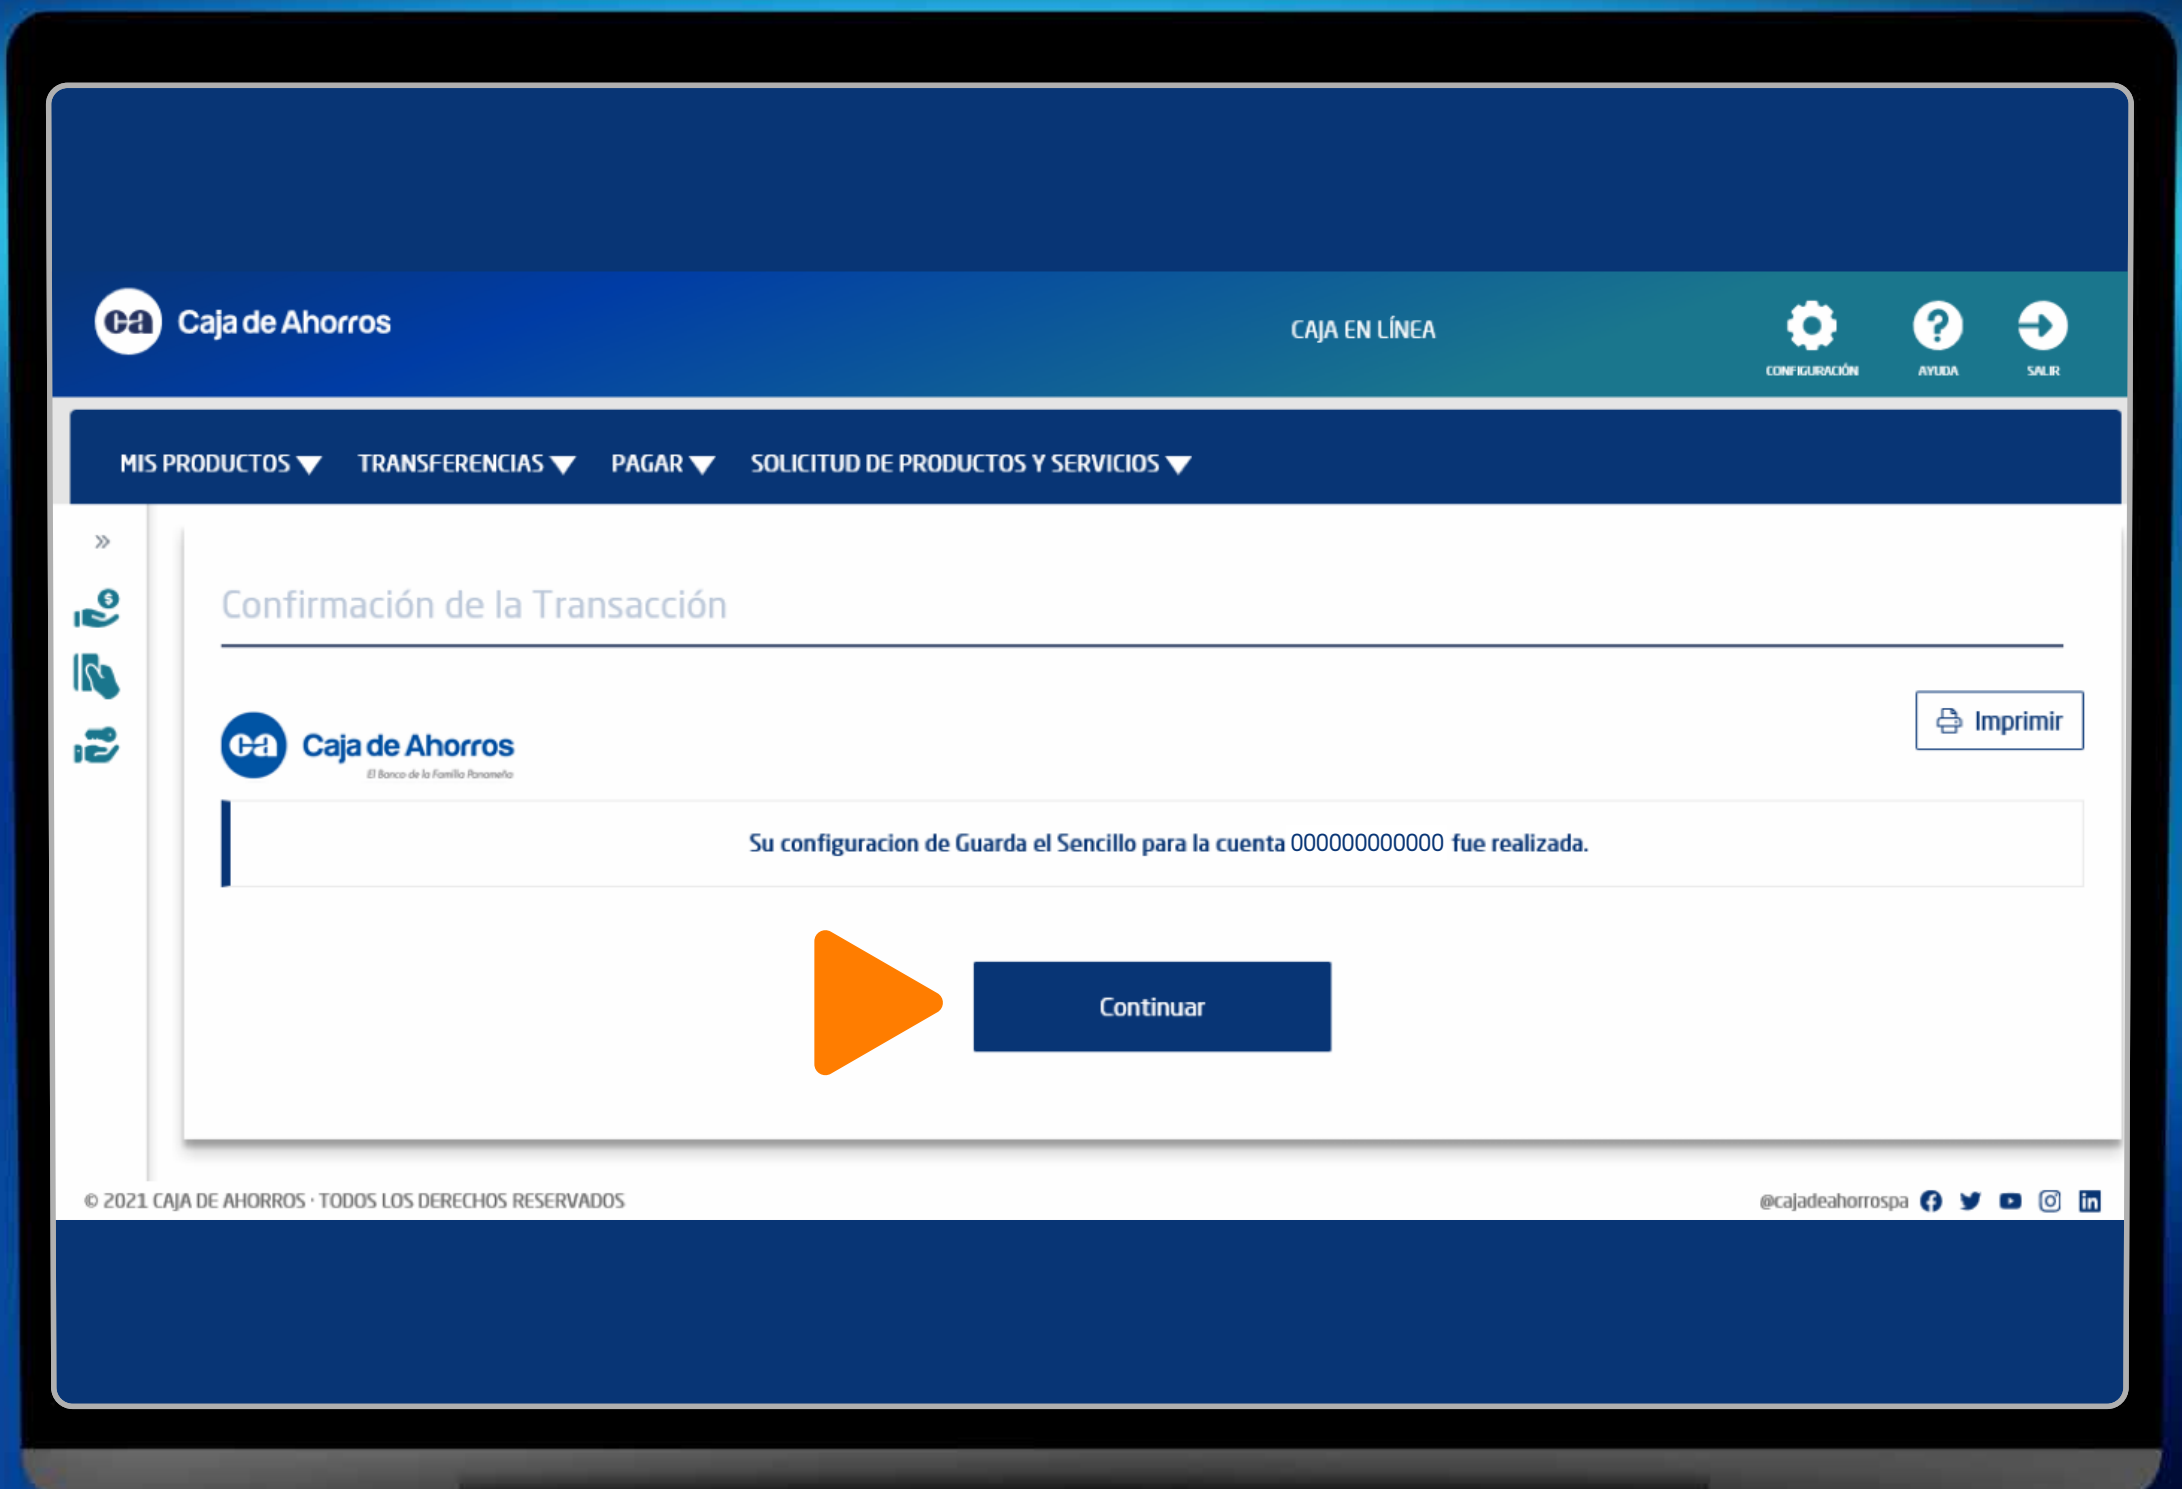 ca Caja de Ahorros
CAJA EN LÍNEA
CONFIGURACIÓN
AYUDA
SALIR
MIS PRODUCTOS
TRANSFERENCIAS
PAGAR
SOLICITUD DE PRODUCTOS Y SERVICIOS
Confirmación de la Transacción
Imprimir
ca Caja de Ahorros
El Banco de la Familia Panameña
Su configuracion de Guarda el Sencillo para la cuenta 000000000000 fue realizada.
Continuar
© 2021 CAJA DE AHORROS · TODOS LOS DERECHOS RESERVADOS
@cajadeahorrospa